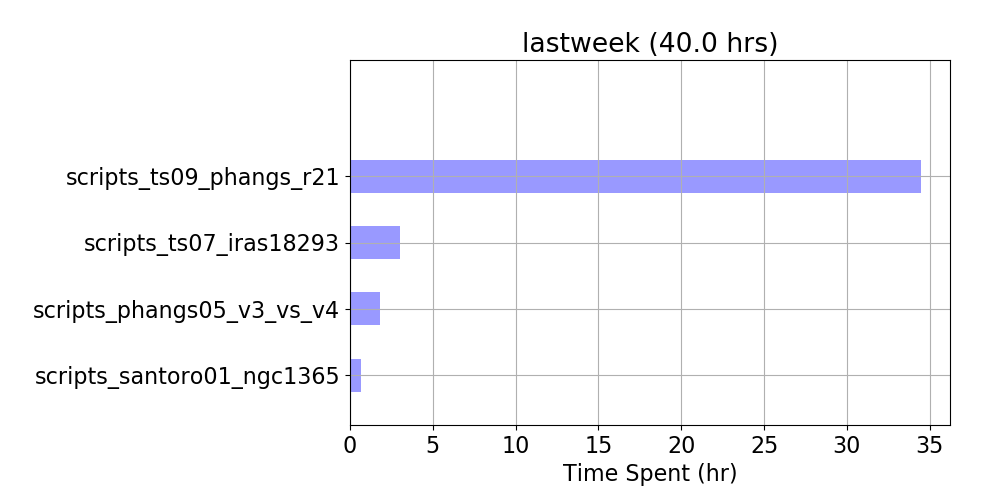 lastweek (40.0 hrs)
scripts_ts09_phangs_r21
scripts_ts07_iras18293
scripts_phangs05_v3_vs_v4
scripts_santoro01_ngc1365
0 5 10 15 20 25 30 35
Time Spent (hr)